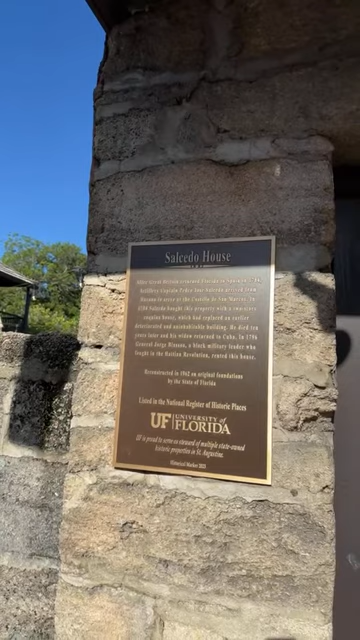 Salcedo House
After Great Britain returned Florida to Spain in 1784,
Artillery Captain Pedro José Salcedo arrived from
Havana to serve at the Castillo de San Marcos. In
1784 Salcedo bought this property with a one-story
coquina house, which had replaced an earlier
deteriorated and uninhabitable building. He died ten
years later and his widow returned to Cuba. In 1796
General Jorge Biassou, a black military leader who
fought in the Haitian Revolution, rented this house.
Reconstructed in 1962 on original foundations
by the State of Florida
Listed in the National Register of Historic Places
UF UNIVERSITY of
FLORIDA
UF is proud to serve as steward of multiple state-owned
historic properties in St. Augustine.
Historical Marker 2021